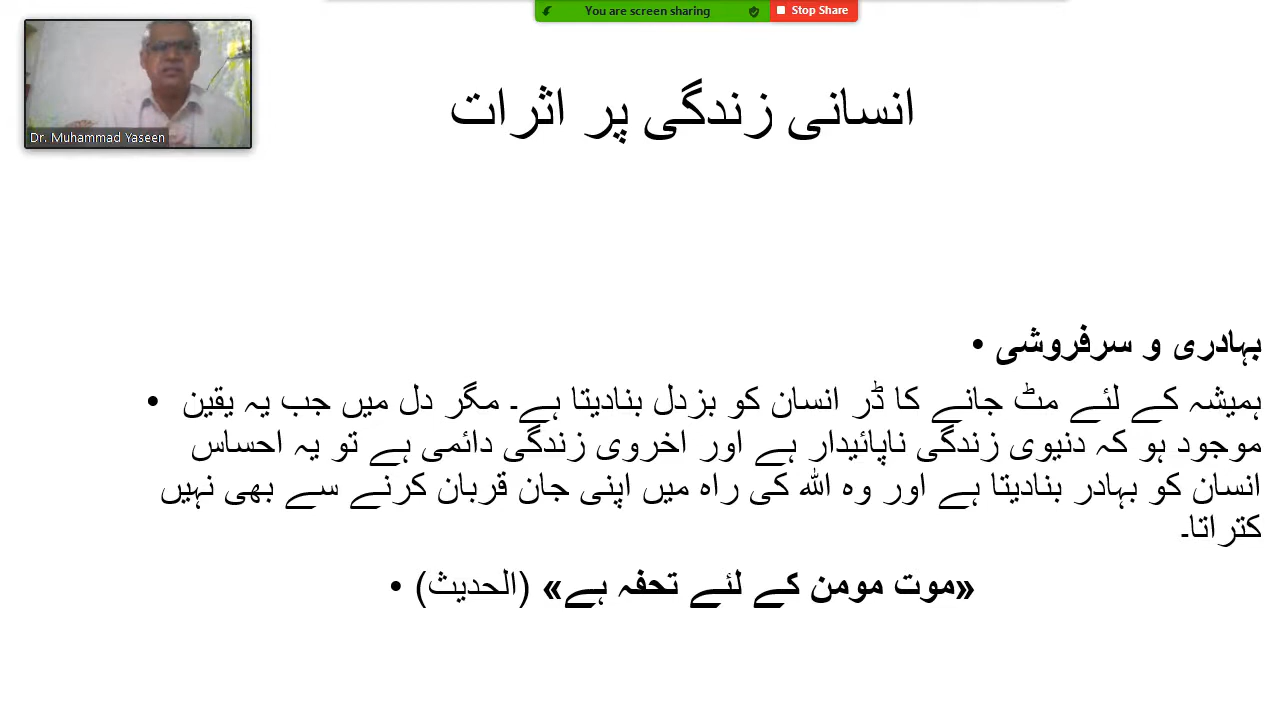 You are screen sharing
Stop Share
Dr. Muhammad Yaseen
انسانی زندگی پر اثرات
• بہادری و سرفروشی
• ہمیشہ کے لئے مٹ جانے کا ڈر انسان کو بزدل بنادیتا ہے۔ مگر دل میں جب یہ یقین
موجود ہو کہ دنیوی زندگی ناپائیدار ہے اور اخروی زندگی دائمی ہے تو یہ احساس
انسان کو بہادر بنادیتا ہے اور وہ اللہ کی راہ میں اپنی جان قربان کرنے سے بھی نہیں
کتراتا۔
• «موت مومن کے لئے تحفہ ہے» (الحدیث)